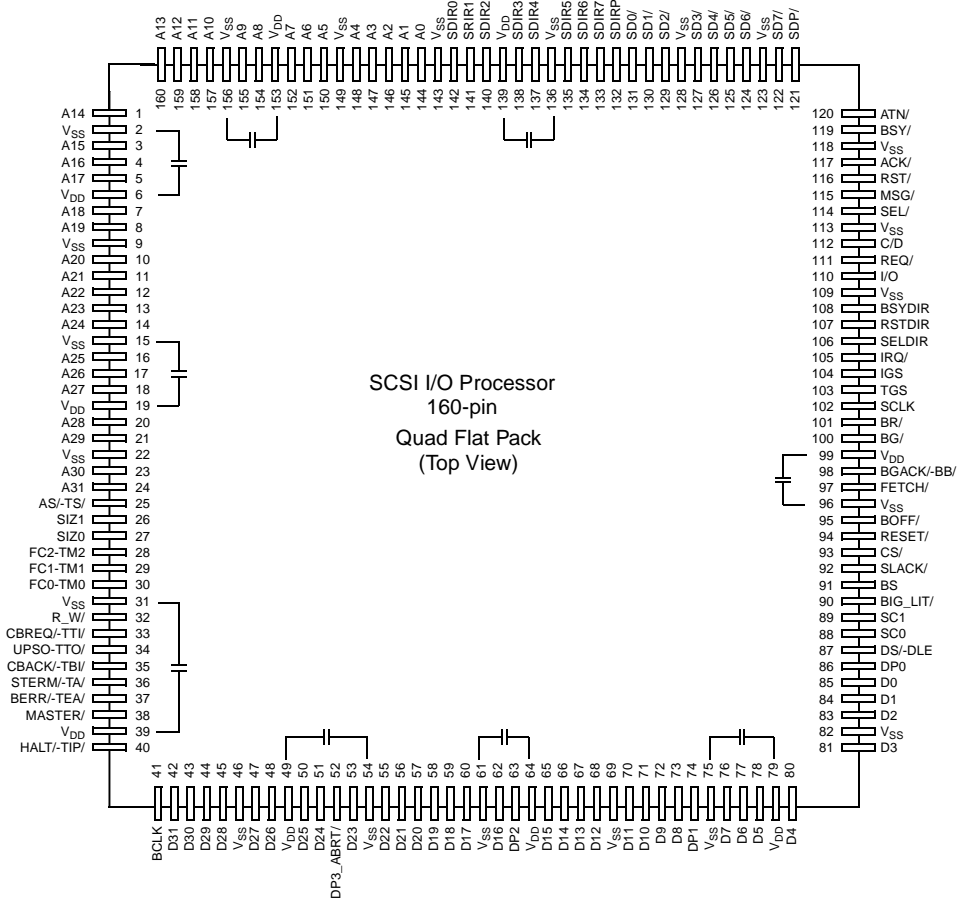 A13 160
A12 159
A11 158
A10 157
VSS 156
A9 155
A8 154
VDD 153
A7 152
A6 151
A5 150
VSS 149
A4 148
A3 147
A2 146
A1 145
A0 144
VSS 143
SDIR0 142
SRIR1 141
SDIR2 140
VDD 139
SDIR3 138
SDIR4 137
VSS 136
SDIR5 135
SDIR6 134
SDIR7 133
SDIRP 132
SD0/ 131
SD1/ 130
SD2/ 129
VSS 128
SD3/ 127
SD4/ 126
SD5/ 125
SD6/ 124
VSS 123
SD7/ 122
SDP/ 121
A14 1
VSS 2
A15 3
A16 4
A17 5
VDD 6
A18 7
A19 8
VSS 9
A20 10
A21 11
A22 12
A23 13
A24 14
VSS 15
A25 16
A26 17
A27 18
VDD 19
A28 20
A29 21
VSS 22
A30 23
A31 24
AS/-TS/ 25
SIZ1 26
SIZ0 27
FC2-TM2 28
FC1-TM1 29
FC0-TM0 30
VSS 31
R_W/ 32
CBREQ/-TTI/ 33
UPSO-TTO/ 34
CBACK/-TBI/ 35
STERM/-TA/ 36
BERR/-TEA/ 37
MASTER/ 38
VDD 39
HALT/-TIP/ 40
SCSI I/O Processor
160-pin
Quad Flat Pack
(Top View)
120 ATN/
119 BSY/
118 VSS
117 ACK/
116 RST/
115 MSG/
114 SEL/
113 VSS
112 C/D
111 REQ/
110 I/O
109 VSS
108 BSYDIR
107 RSTDIR
106 SELDIR
105 IRQ/
104 IGS
103 TGS
102 SCLK
101 BR/
100 BG/
99 VDD
98 BGACK/-BB/
97 FETCH/
96 VSS
95 BOFF/
94 RESET/
93 CS/
92 SLACK/
91 BS
90 BIG_LIT/
89 SC1
88 SC0
87 DS/-DLE
86 DP0
85 D0
84 D1
83 D2
82 VSS
81 D3
41 BCLK
42 D31
43 D30
44 D29
45 D28
46 VSS
47 D27
48 D26
49 VDD
50 D25
51 D24
52 DP3_ABRT/
53 D23
54 VSS
55 D22
56 D21
57 D20
58 D19
59 D18
60 D17
61 VSS
62 D16
63 DP2
64 VDD
65 D15
66 D14
67 D13
68 D12
69 VSS
70 D11
71 D10
72 D9
73 D8
74 DP1
75 VSS
76 D7
77 D6
78 D5
79 VDD
80 D4